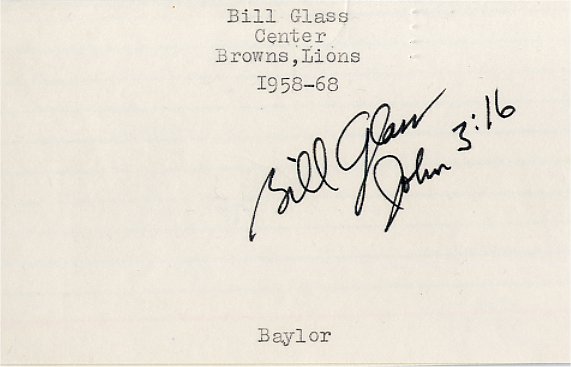 Bill Glass
Center
Browns,Lions
1958-68
Bill Glass
John 3:16
Baylor